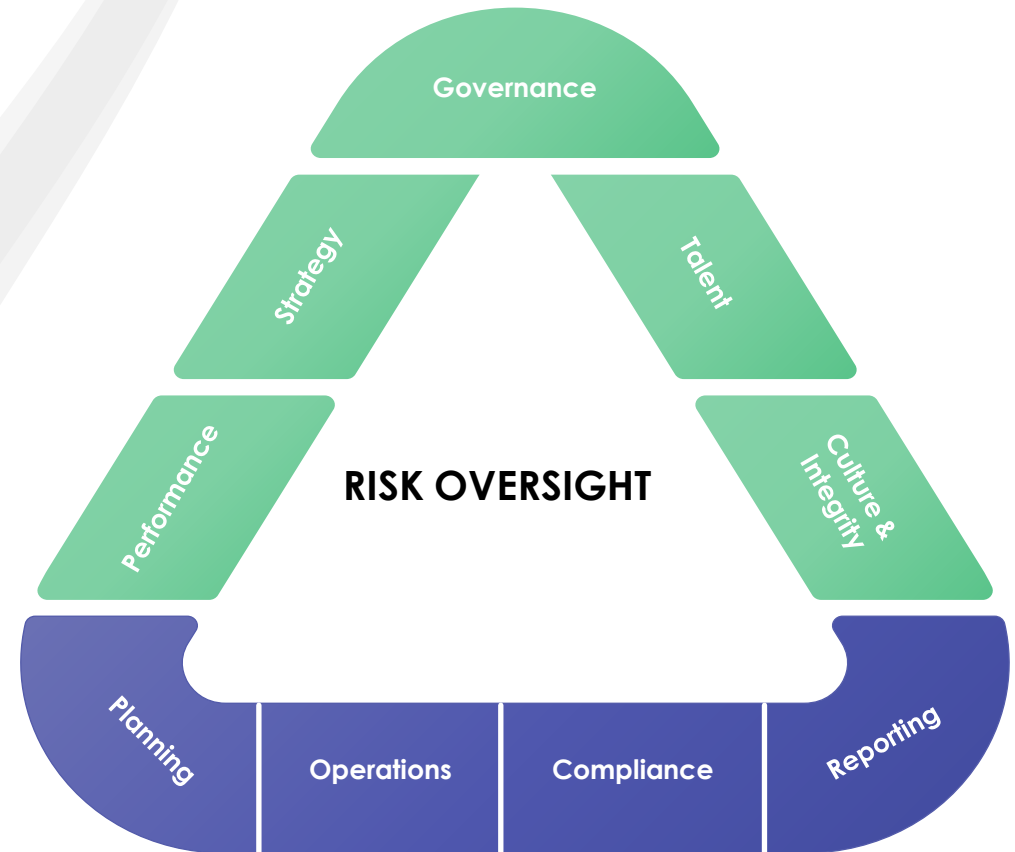 Governance
Strategy
Talent
Performance
Culture &
Integrity
RISK OVERSIGHT
Planning
Operations
Compliance
Reporting